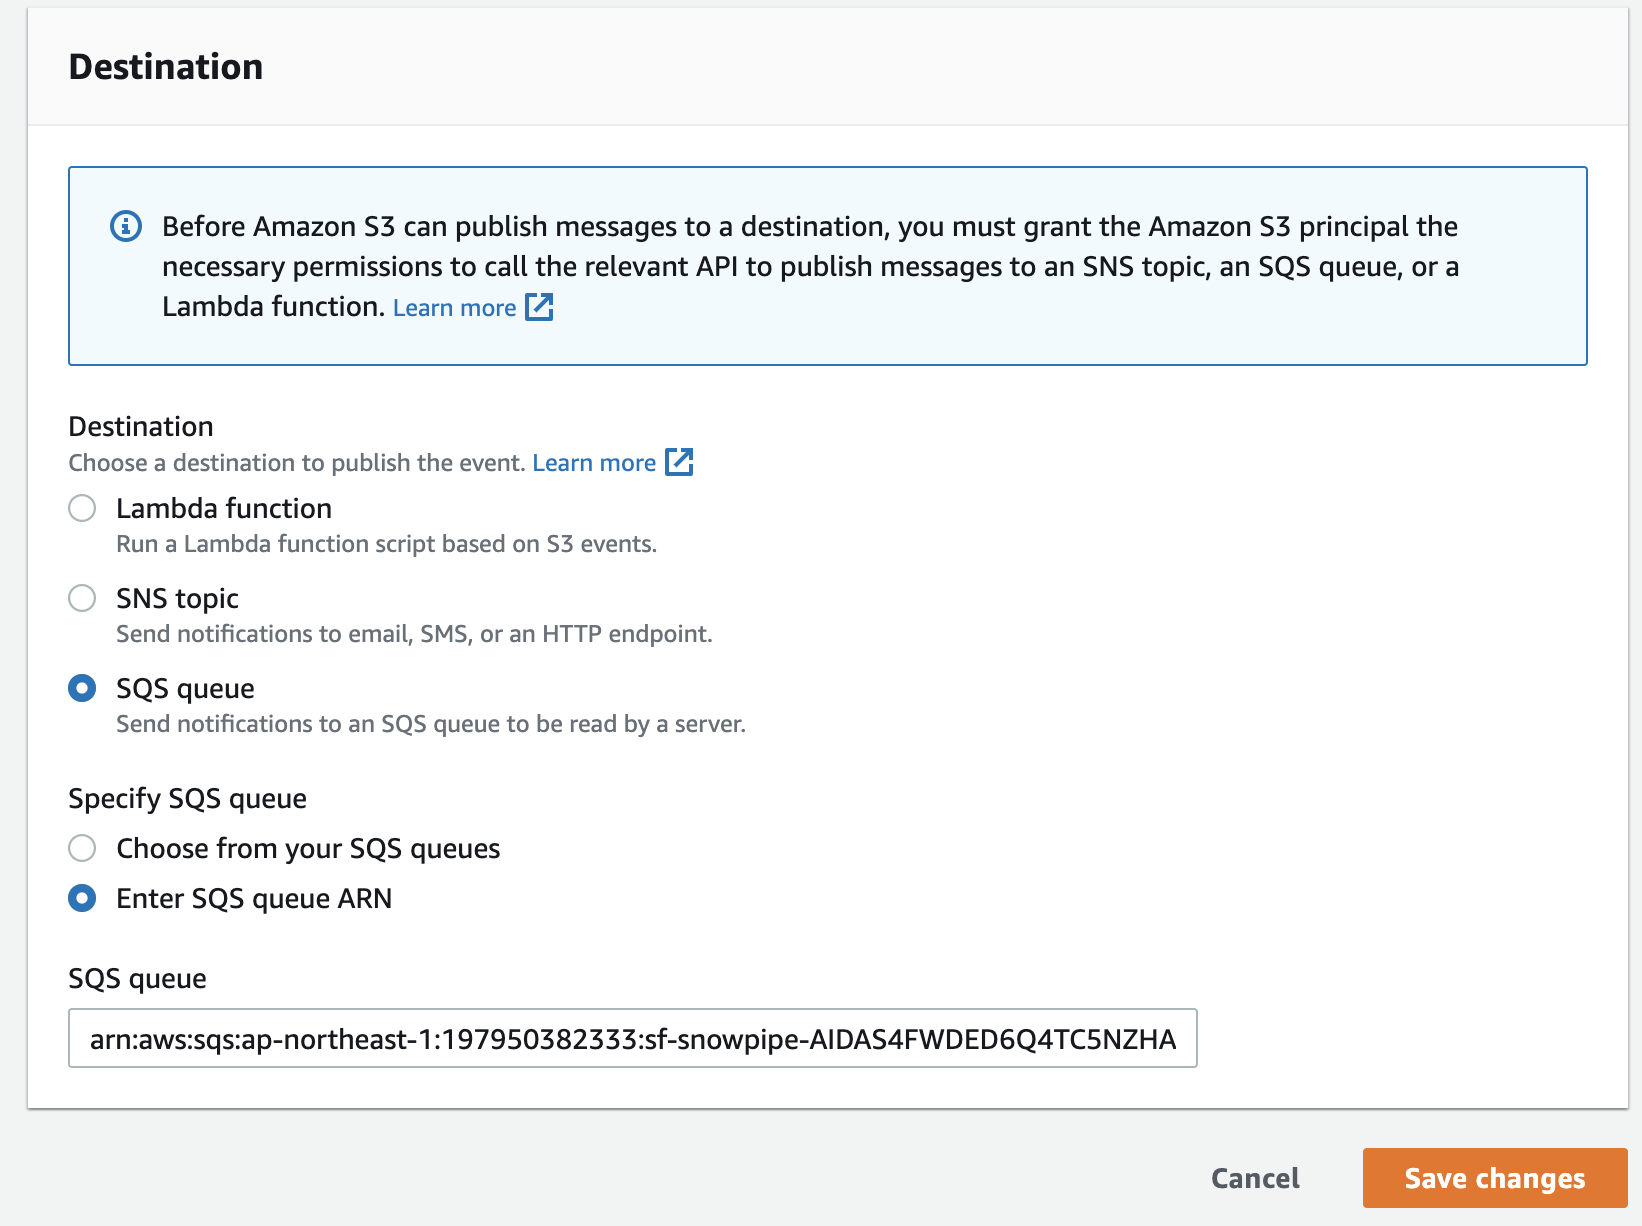 Destination
Before Amazon S3 can publish messages to a destination, you must grant the Amazon S3 principal the
necessary permissions to call the relevant API to publish messages to an SNS topic, an SQS queue, or a
Lambda function. Learn more
Destination
Choose a destination to publish the event. Learn more
Lambda function
Run a Lambda function script based on S3 events.
SNS topic
Send notifications to email, SMS, or an HTTP endpoint.
SQS queue
Send notifications to an SQS queue to be read by a server.
Specify SQS queue
Choose from your SQS queues
Enter SQS queue ARN
SQS queue
arn:aws:sqs:ap-northeast-1:197950382333:sf-snowpipe-AIDAS4FWDED6Q4TC5NZHA
Cancel
Save changes